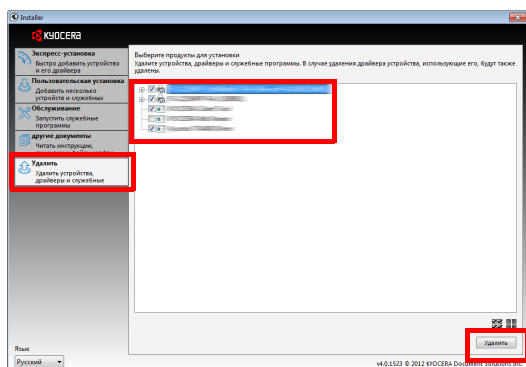 Installer
KYOCERA
Экспресс-установка
Быстро добавить устройство
и его драйвера
Пользовательская установка
Добавить несколько
устройств и служебных
Обслуживание
Запустить служебные
программы
другие документы
Читать инструкции,
Удалить
Удалить устройства,
драйверы и служебные
Язык
Русский
Выберите продукты для установки
Удалите устройства, драйверы и служебные программы. В случае удаления драйвера устройства, использующие его, будут также
удалены.
Удалить
v4.0.1523 © 2012 KYOCERA Document Solutions Inc.